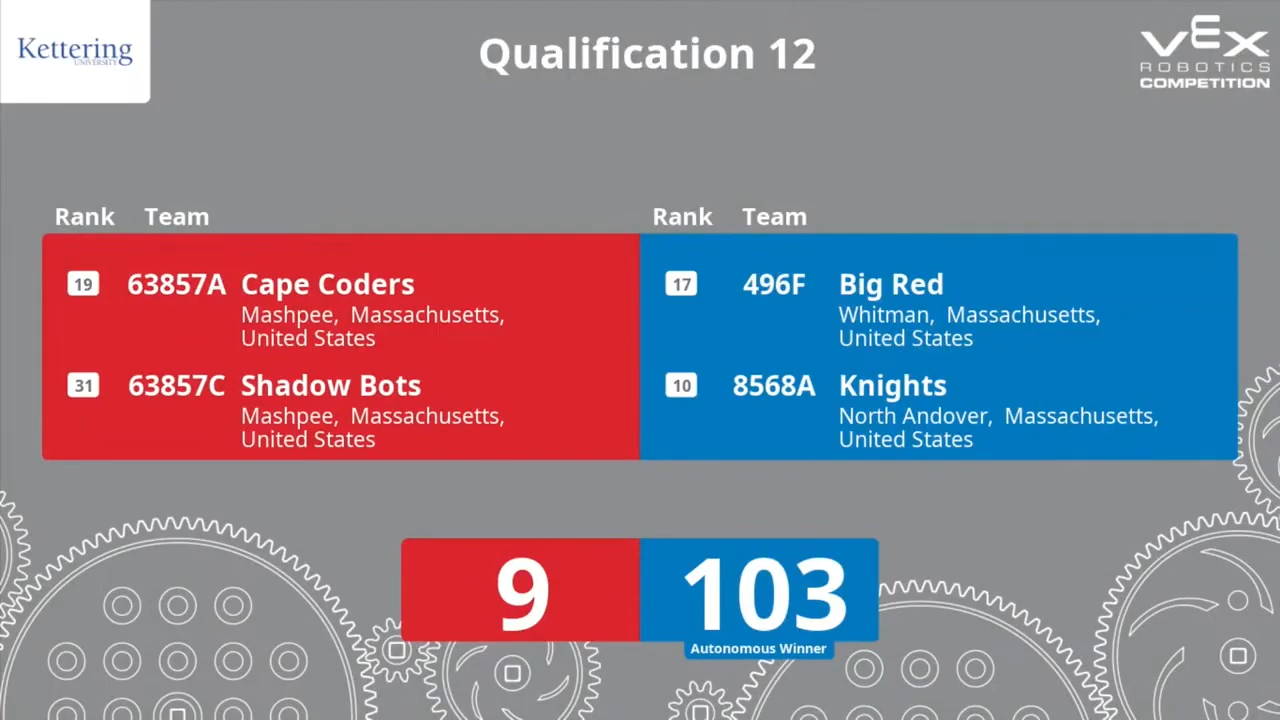 Kettering
UNIVERSITY
Qualification 12
VEX
ROBOTICS
COMPETITION
Rank Team
Rank Team
19 63857A Cape Coders
Mashpee, Massachusetts,
United States
31 63857C Shadow Bots
Mashpee, Massachusetts,
United States
17 496F Big Red
Whitman, Massachusetts,
United States
10 8568A Knights
North Andover, Massachusetts,
United States
9
103
Autonomous Winner